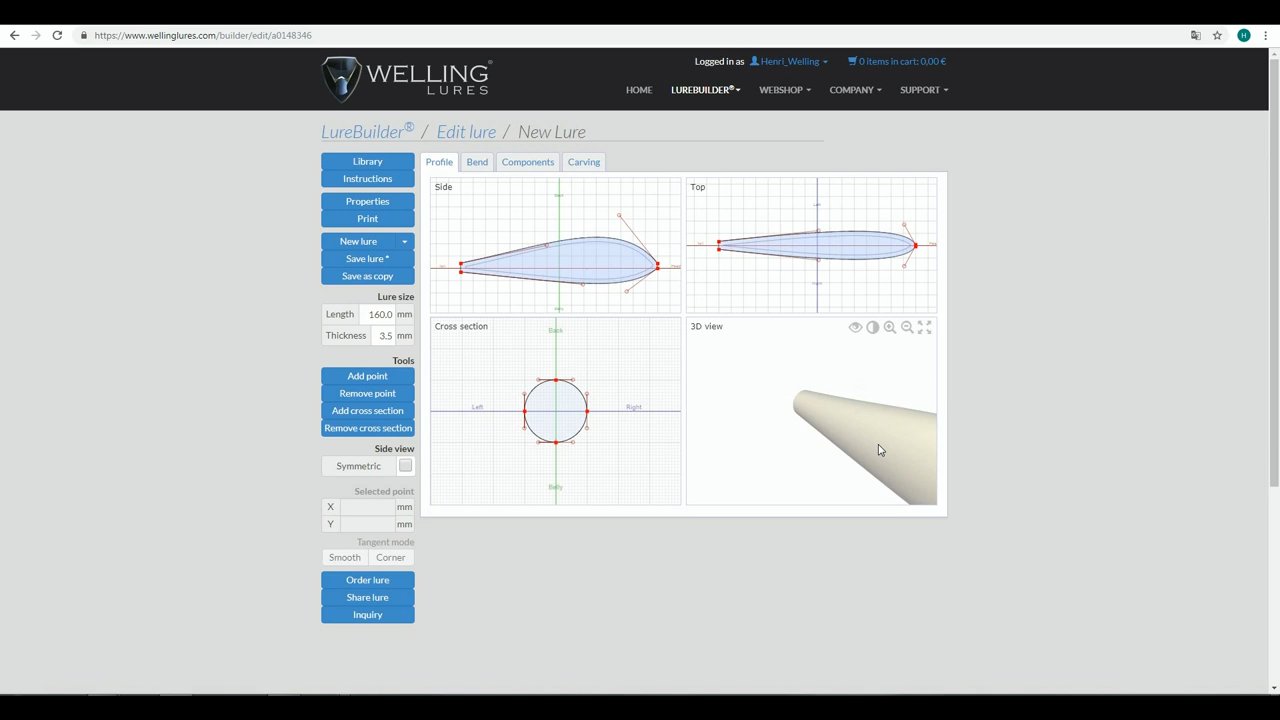 https://www.wellinglures.com/builder/edit/a0148346
H
WELLING®
LURES
Logged in as Henri_Welling 0 items in cart: 0,00 €
HOME LUREBUILDER® WEBSHOP COMPANY SUPPORT
LureBuilder® / Edit lure / New Lure
Library
Instructions
Properties
Print
New lure
Save lure *
Save as copy
Lure size
Length 160.0 mm
Thickness 3.5 mm
Tools
Add point
Remove point
Add cross section
Remove cross section
Side view
Symmetric
Selected point
X mm
Y mm
Tangent mode
Smooth Corner
Order lure
Share lure
Inquiry
Profile Bend Components Carving
Side
Top
Cross section
Back
Left Right
Belly
3D view